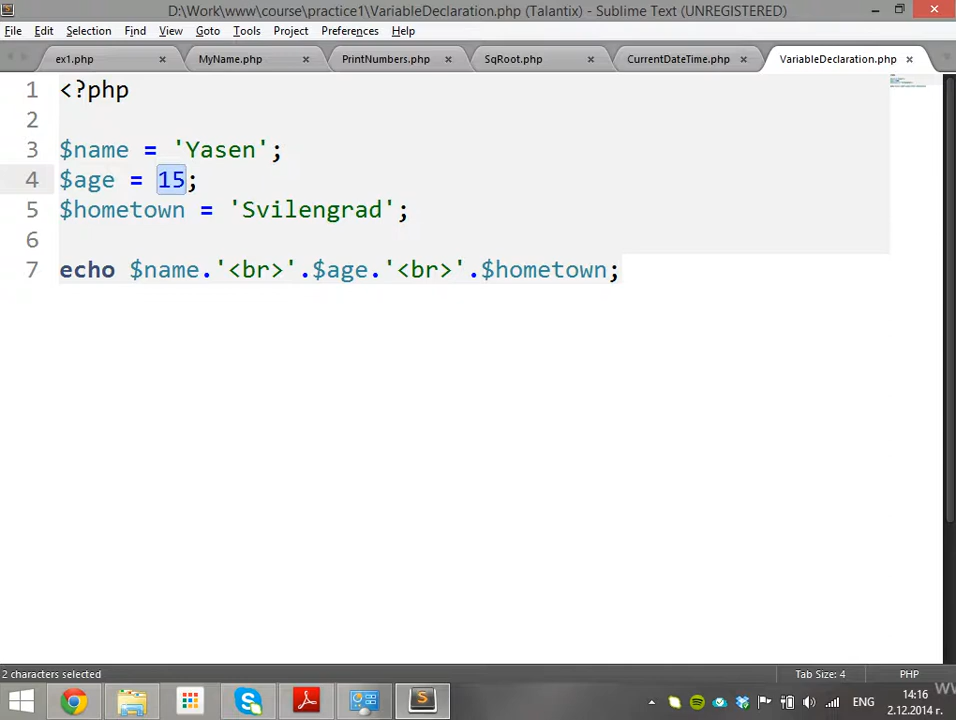 D:\Work\www\course\practice1\VariableDeclaration.php (Talantix) - Sublime Text (UNREGISTERED)
File Edit Selection Find View Goto Tools Project Preferences Help
ex1.php MyName.php PrintNumbers.php SqRoot.php CurrentDateTime.php VariableDeclaration.php
1 <?php
2
3 $name = 'Yasen';
4 $age = 15;
5 $hometown = 'Svilengrad';
6
7 echo $name.'<br>'.$age.'<br>'.$hometown;
2 characters selected Tab Size: 4 PHP
ENG 14:16
2.12.2014 г.